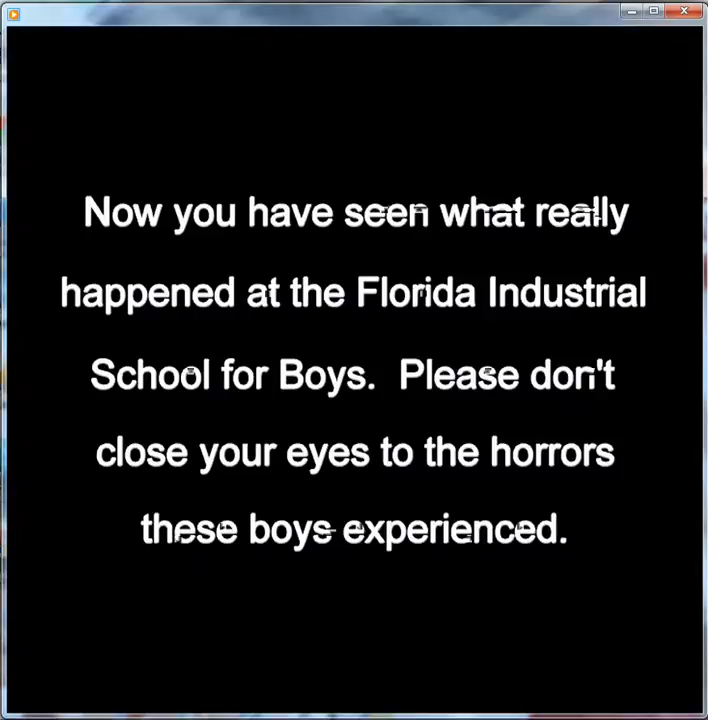 Now you have seen what really
happened at the Florida Industrial
School for Boys.  Please don't
close your eyes to the horrors
these boys experienced.